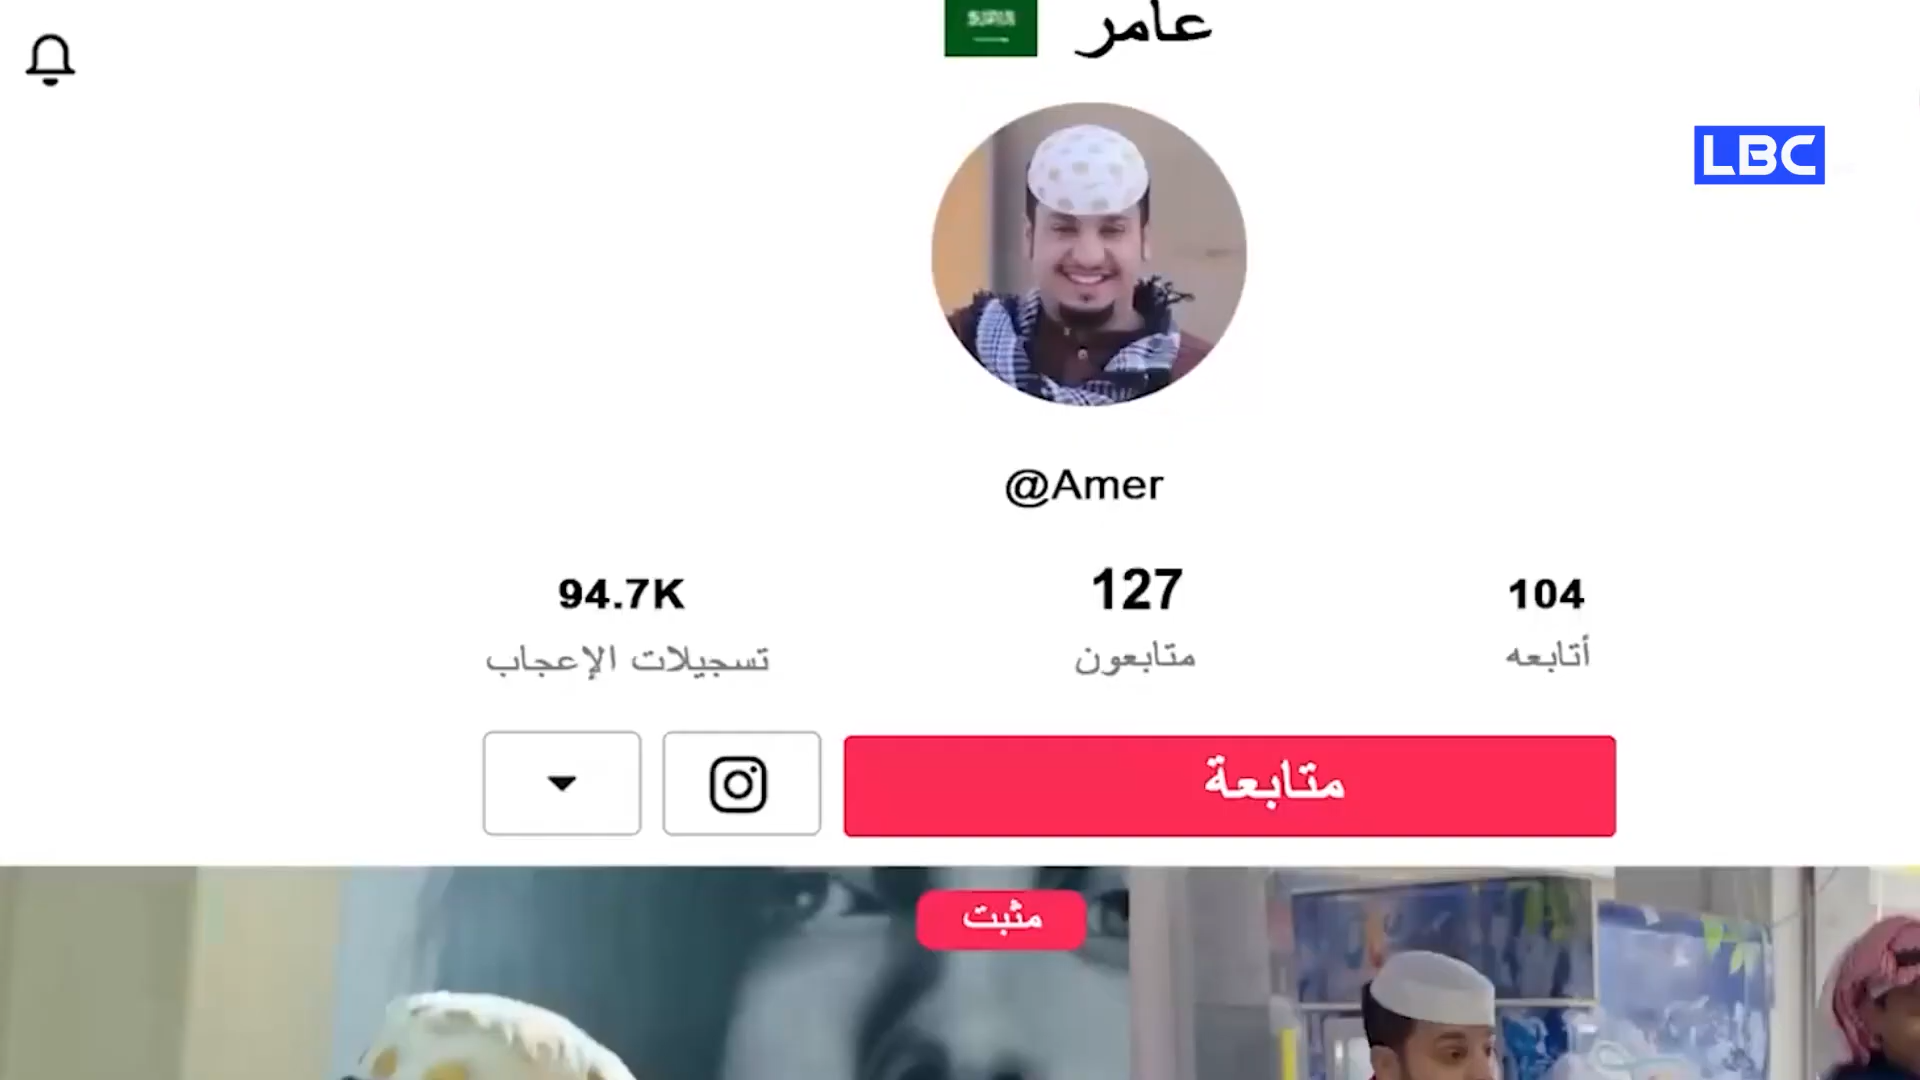 عامر
LBC
@Amer
104 127 94.7K
أتابعه متابعون تسجيلات الإعجاب
متابعة
مثبت